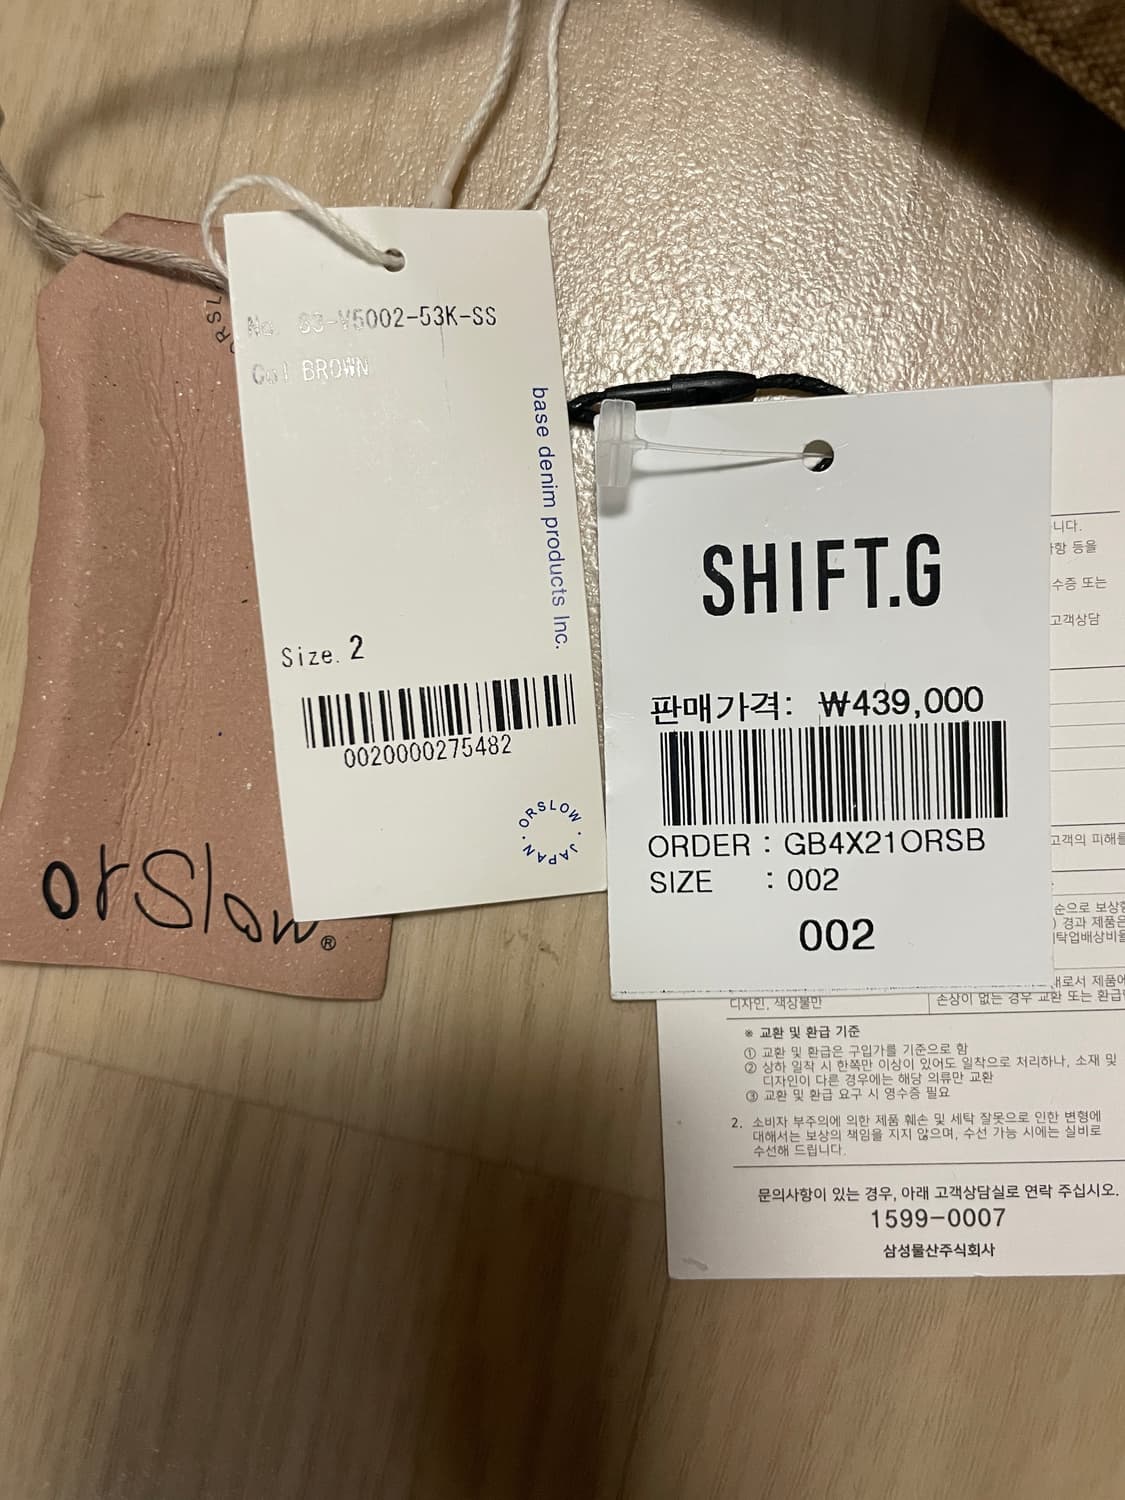 ORSL
orSlow®
No. 03-V5002-53K-SS
Col BROWN
base denim products Inc.
Size. 2
0020000275482
ORSLOW · JAPAN ·
SHIFT.G
판매가격: ₩439,000
ORDER : GB4X21ORSB
SIZE : 002
002
니다.
등을
수증 또는
고객상담
고객의 피해를
순으로 보상
경과 제품은
제품에
디자인, 색상불만
손상이 없는 경우 교환 또는 환급
※ 교환 및 환급 기준
① 교환 및 환급은 구입가를 기준으로 함
② 상하 일착 시 한쪽만 이상이 있어도 일착으로 처리하나, 소재 및
디자인이 다른 경우에는 해당 의류만 교환
③ 교환 및 환급 요구 시 영수증 필요
2. 소비자 부주의에 의한 제품 훼손 및 세탁 잘못으로 인한 변형에
대해서는 보상의 책임을 지지 않으며, 수선 가능 시에는 실비로
수선해 드립니다.
문의사항이 있는 경우, 아래 고객상담실로 연락 주십시오.
1599-0007
삼성물산주식회사